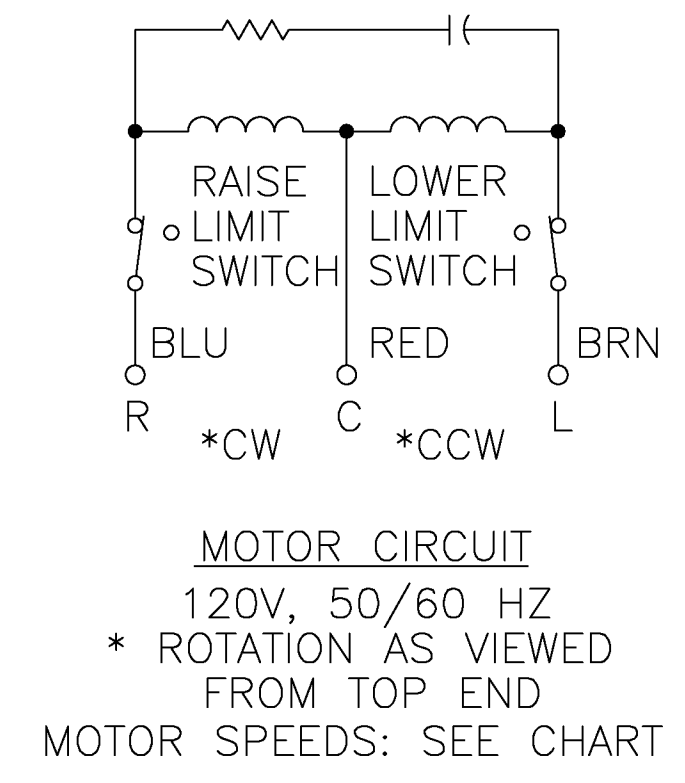 RAISE LOWER
LIMIT LIMIT
SWITCH SWITCH
BLU RED BRN
R C L
*CW *CCW
MOTOR CIRCUIT
120V, 50/60 HZ
* ROTATION AS VIEWED
FROM TOP END
MOTOR SPEEDS: SEE CHART